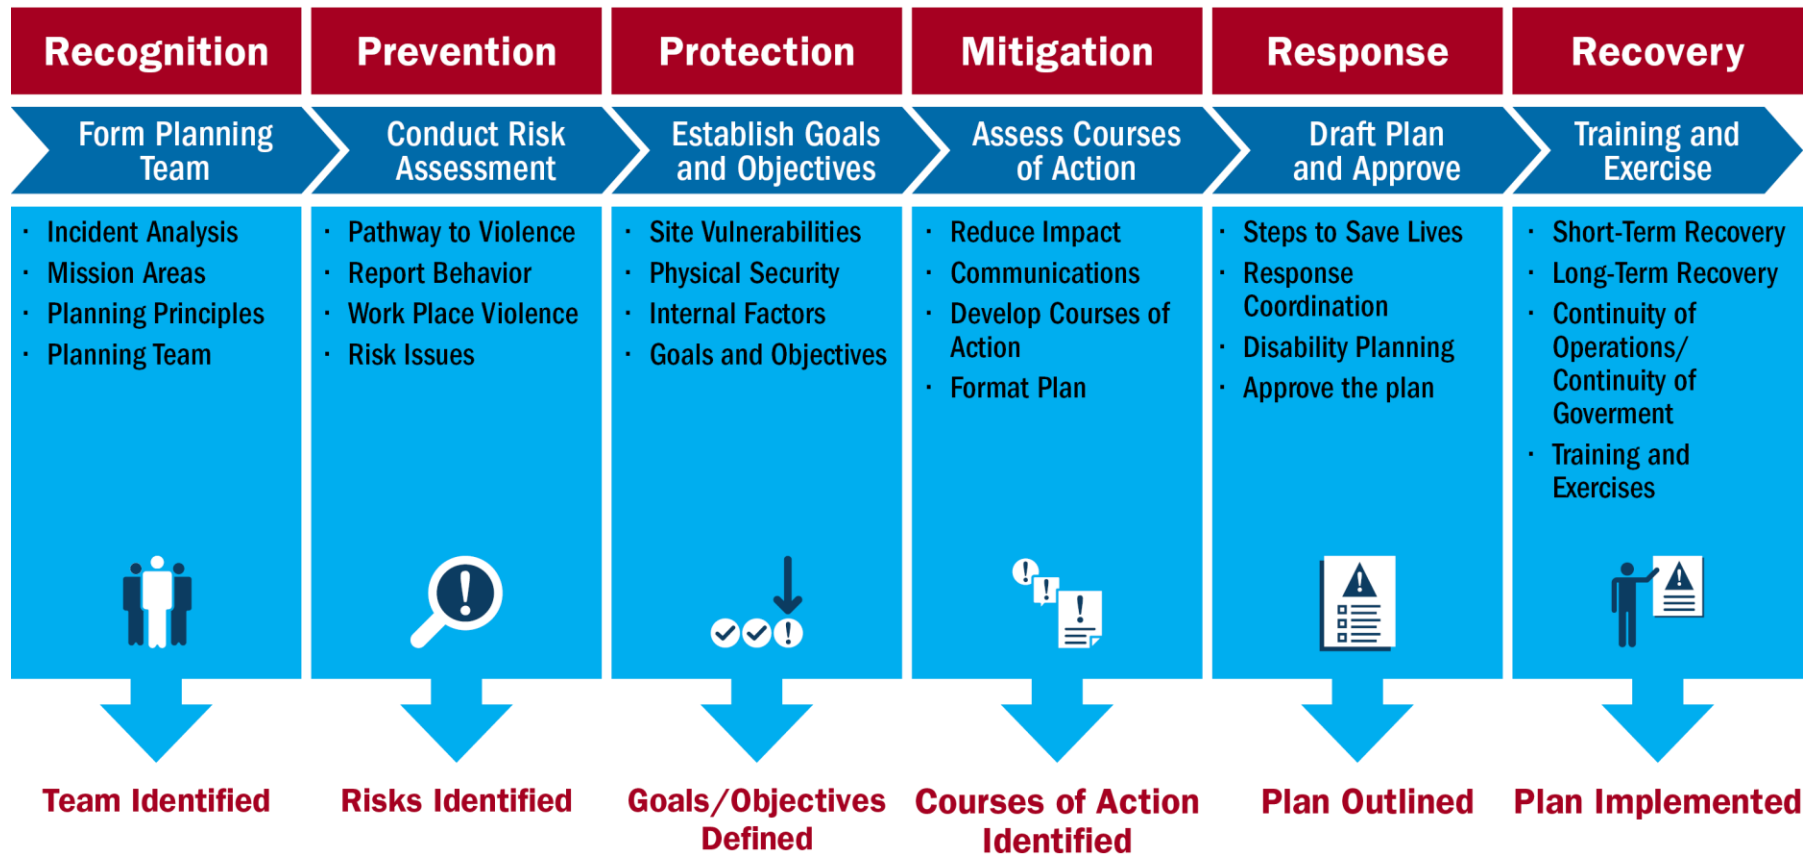 Recognition
Prevention
Protection
Mitigation
Response
Recovery
Form Planning
Team
Conduct Risk
Assessment
Establish Goals
and Objectives
Assess Courses
of Action
Draft Plan
and Approve
Training and
Exercise
· Incident Analysis
· Mission Areas
· Planning Principles
· Planning Team
· Pathway to Violence
· Report Behavior
· Work Place Violence
· Risk Issues
· Site Vulnerabilities
· Physical Security
· Internal Factors
· Goals and Objectives
· Reduce Impact
· Communications
· Develop Courses of
Action
· Format Plan
· Steps to Save Lives
· Response
Coordination
· Disability Planning
· Approve the plan
· Short-Term Recovery
· Long-Term Recovery
· Continuity of
Operations/
Continuity of
Goverment
· Training and
Exercises
Team Identified
Risks Identified
Goals/Objectives
Defined
Courses of Action
Identified
Plan Outlined
Plan Implemented